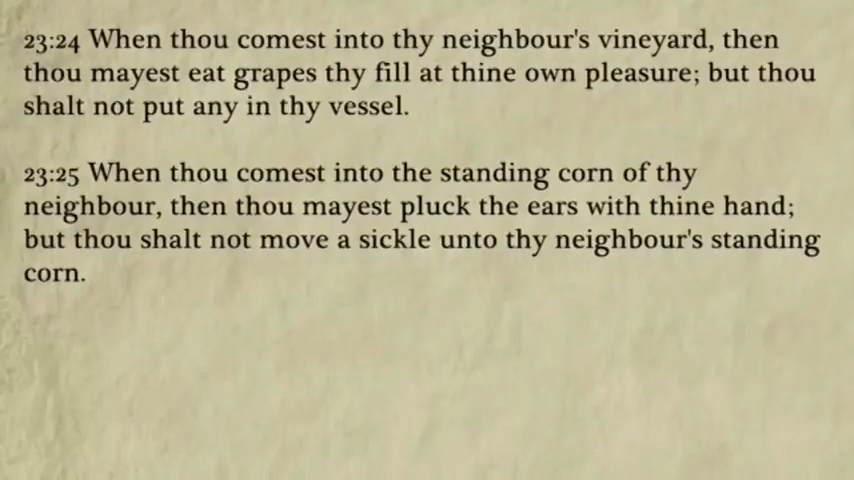 23:24 When thou comest into thy neighbour's vineyard, then
thou mayest eat grapes thy fill at thine own pleasure; but thou
shalt not put any in thy vessel.
23:25 When thou comest into the standing corn of thy
neighbour, then thou mayest pluck the ears with thine hand;
but thou shalt not move a sickle unto thy neighbour's standing
corn.